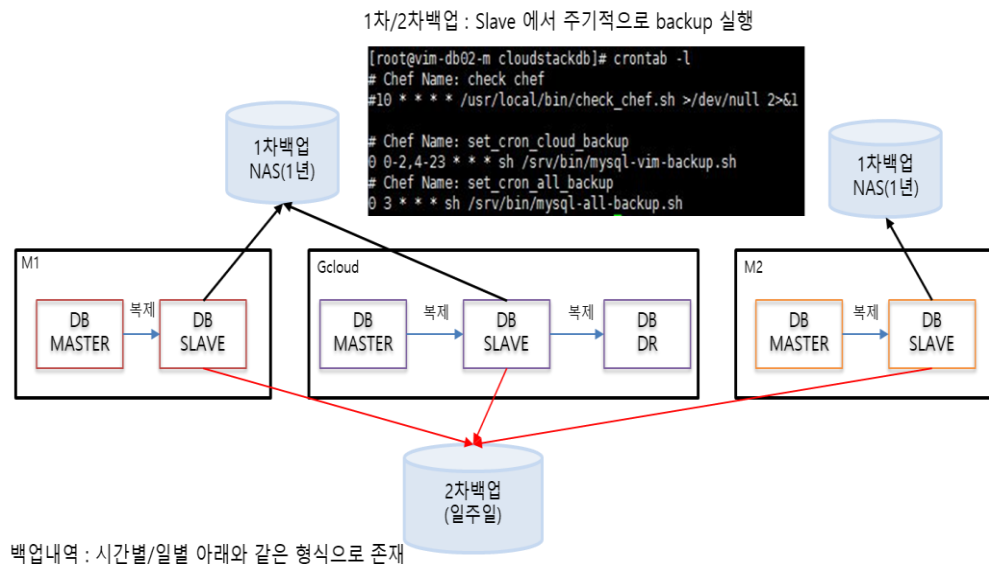 1차/2차백업 : Slave 에서 주기적으로 backup 실행
[root@vim-db02-m cloudstackdb]# crontab -l
# Chef Name: check chef
#10 * * * * /usr/local/bin/check_chef.sh >/dev/null 2>&1
# Chef Name: set_cron_cloud_backup
0 0-2,4-23 * * * sh /srv/bin/mysql-vim-backup.sh
# Chef Name: set_cron_all_backup
0 3 * * * sh /srv/bin/mysql-all-backup.sh
1차백업
NAS(1년)
1차백업
NAS(1년)
M1
DB
MASTER
복제
DB
SLAVE
Gcloud
DB
MASTER
복제
DB
SLAVE
복제
DB
DR
M2
DB
MASTER
복제
DB
SLAVE
2차백업
(일주일)
백업내역 : 시간별/일별 아래와 같은 형식으로 존재